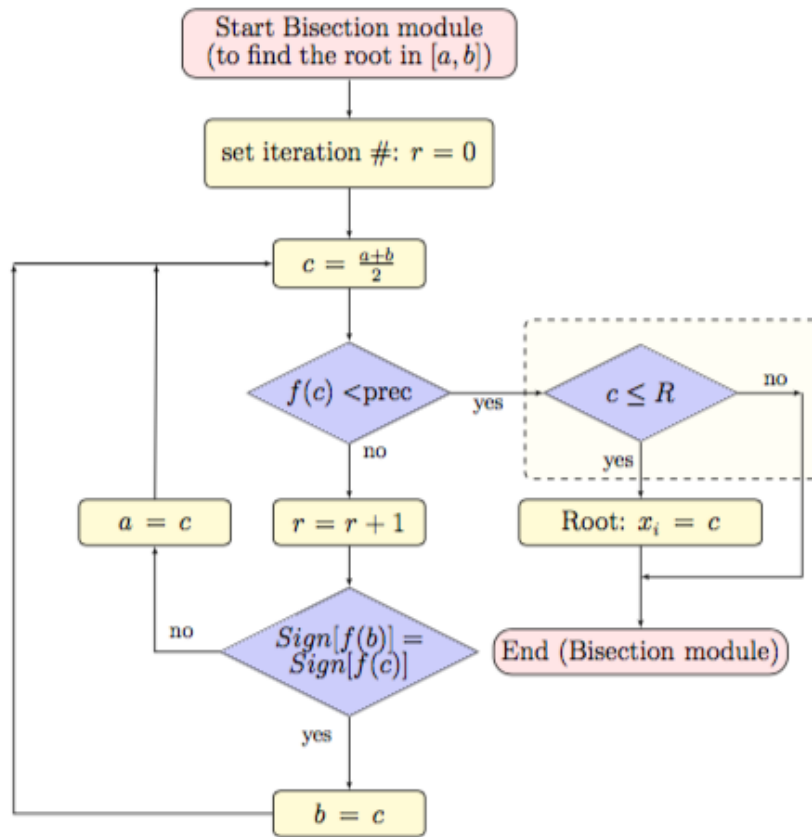 Start Bisection module
(to find the root in [a, b])
set iteration #: r = 0
c = \frac{a+b}{2}
f(c) <prec
yes
c ≤ R
no
no
yes
a = c
r = r + 1
Root: x_i = c
no
Sign[f(b)] =
Sign[f(c)]
End (Bisection module)
yes
b = c